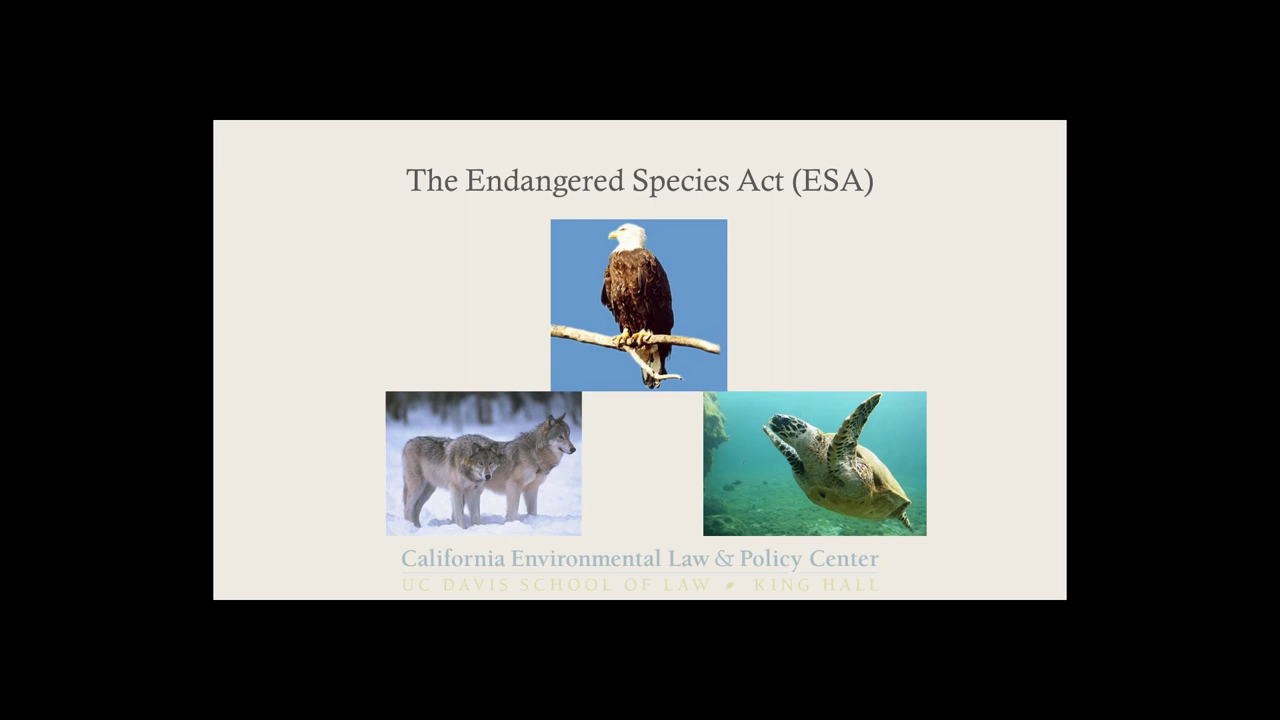 The Endangered Species Act (ESA)
California Environmental Law & Policy Center
UC DAVIS SCHOOL OF LAW • KING HALL